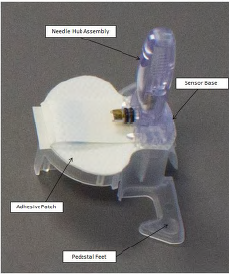 Needle Hub Assembly
Sensor Base
Adhesive Patch
Pedestal Feet